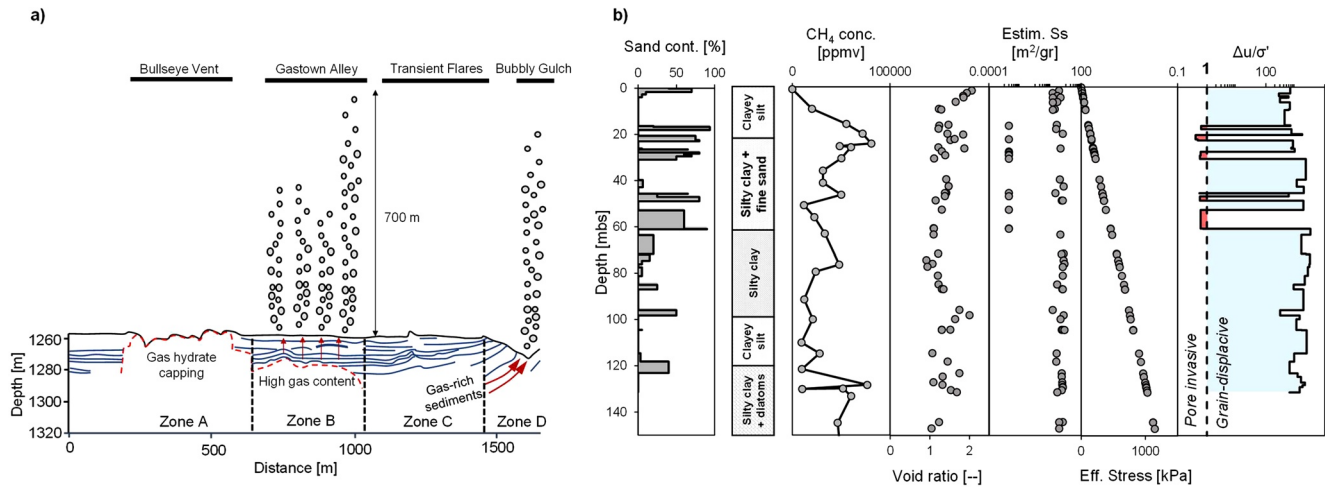 a)
Bullseye Vent
Gastown Alley
Transient Flares
Bubbly Gulch
700 m
Gas hydrate
capping
High gas content
Gas-rich
sediments
Zone A
Zone B
Zone C
Zone D
Depth [m]
1260
1280
1300
1320
0
500
1000
1500
Distance [m]
b)
Sand cont. [%]
0
50
100
Depth [mbs]
0
20
40
60
80
100
120
140
Clayey
silt
Silty clay +
fine sand
Silty clay
Clayey
silt
Silty clay
+ diatoms
CH4 conc.
[ppmv]
0
100000
Void ratio [--]
0
1
2
Estim. Ss
[m2/gr]
0.0001
100
Eff. Stress [kPa]
0
1000
Δu/σ'
0.1
1
100
Pore invasive
Grain-displacive